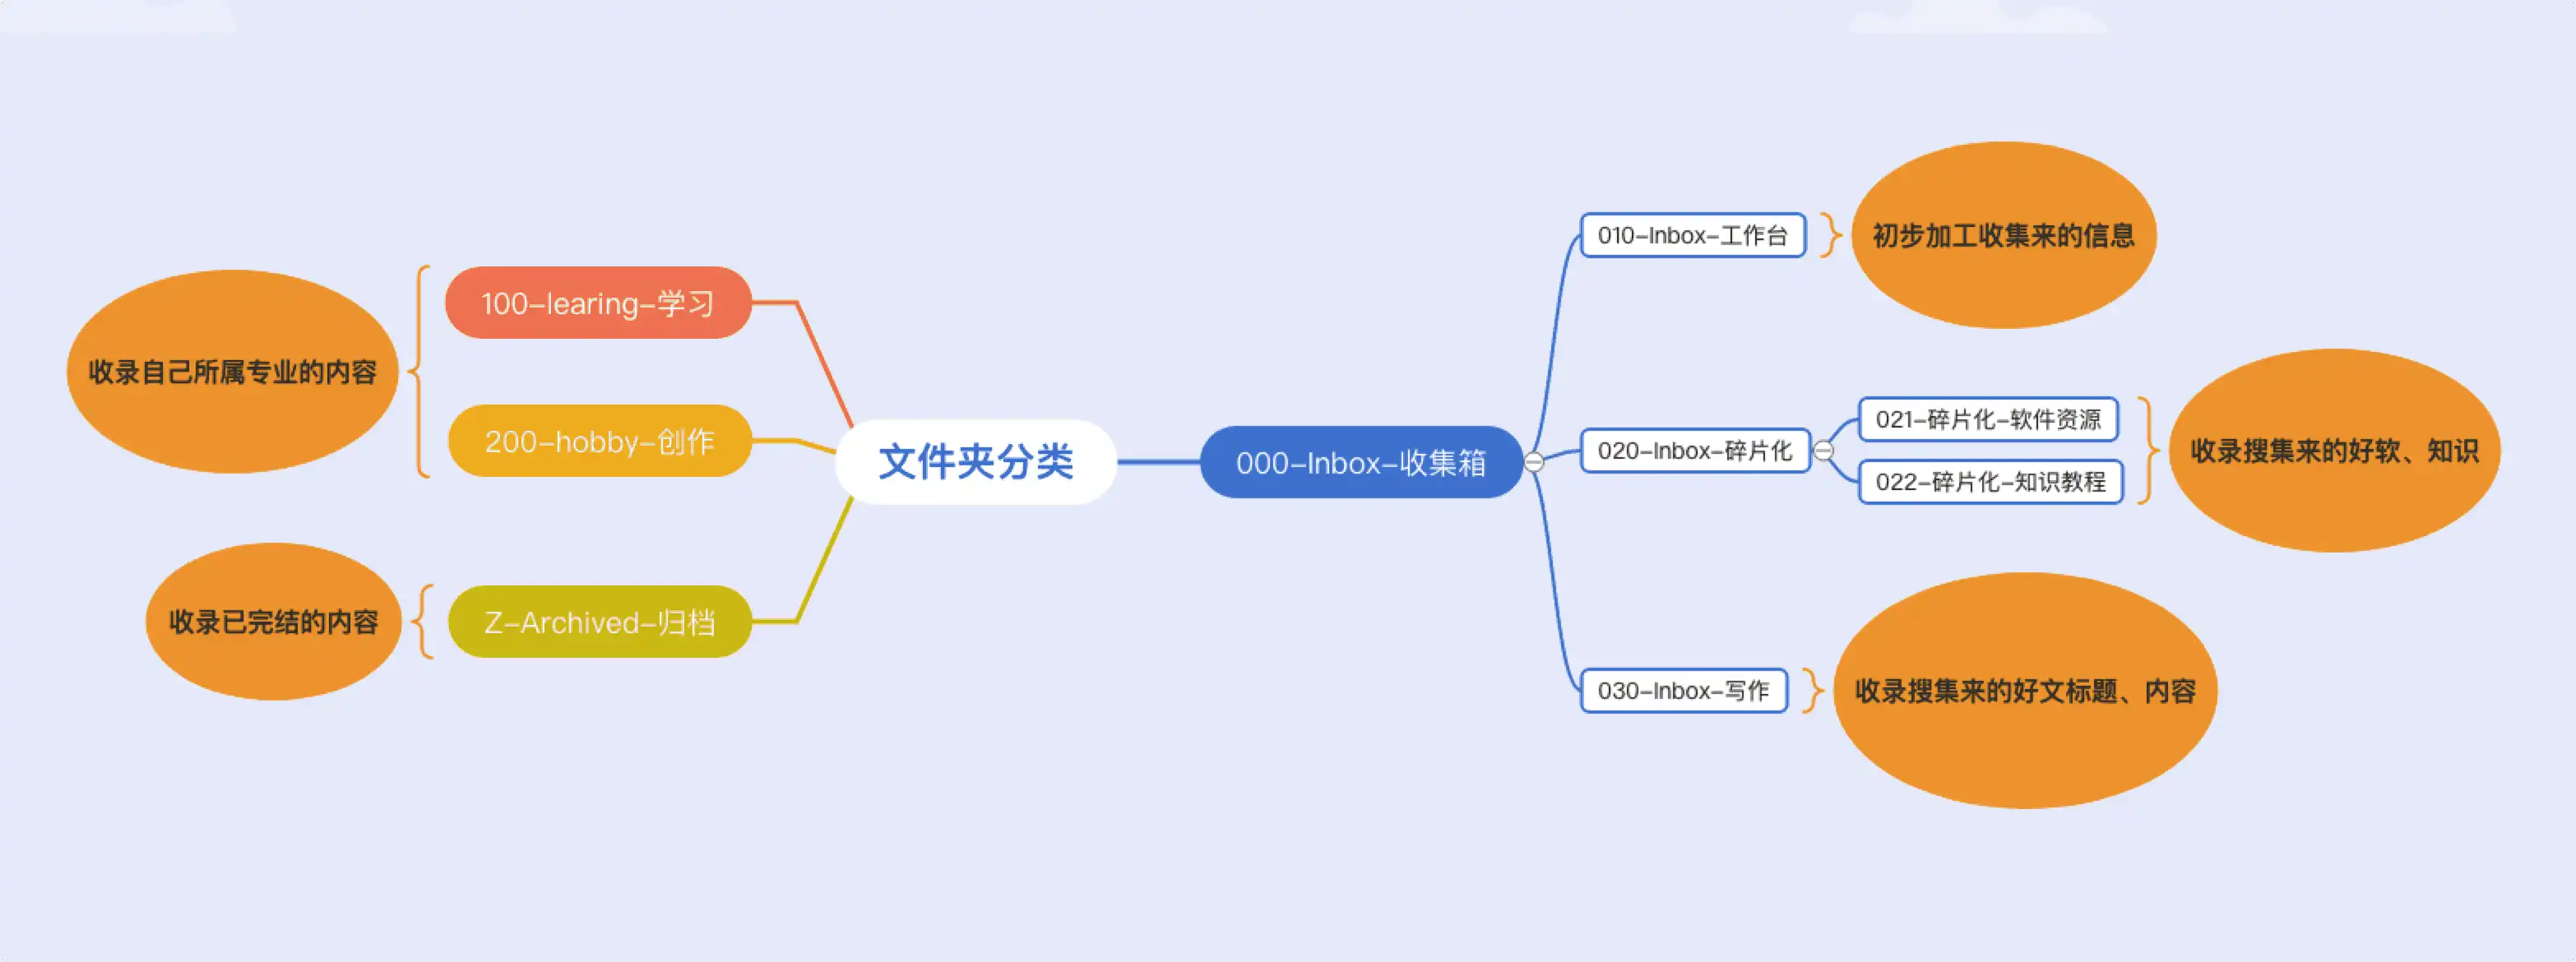 文件夹分类
000-Inbox-收集箱
010-Inbox-工作台
初步加工收集来的信息
020-Inbox-碎片化
021-碎片化-软件资源
022-碎片化-知识教程
收录搜集来的好软、知识
030-Inbox-写作
收录搜集来的好文标题、内容
100-learing-学习
200-hobby-创作
收录自己所属专业的内容
Z-Archived-归档
收录已完结的内容